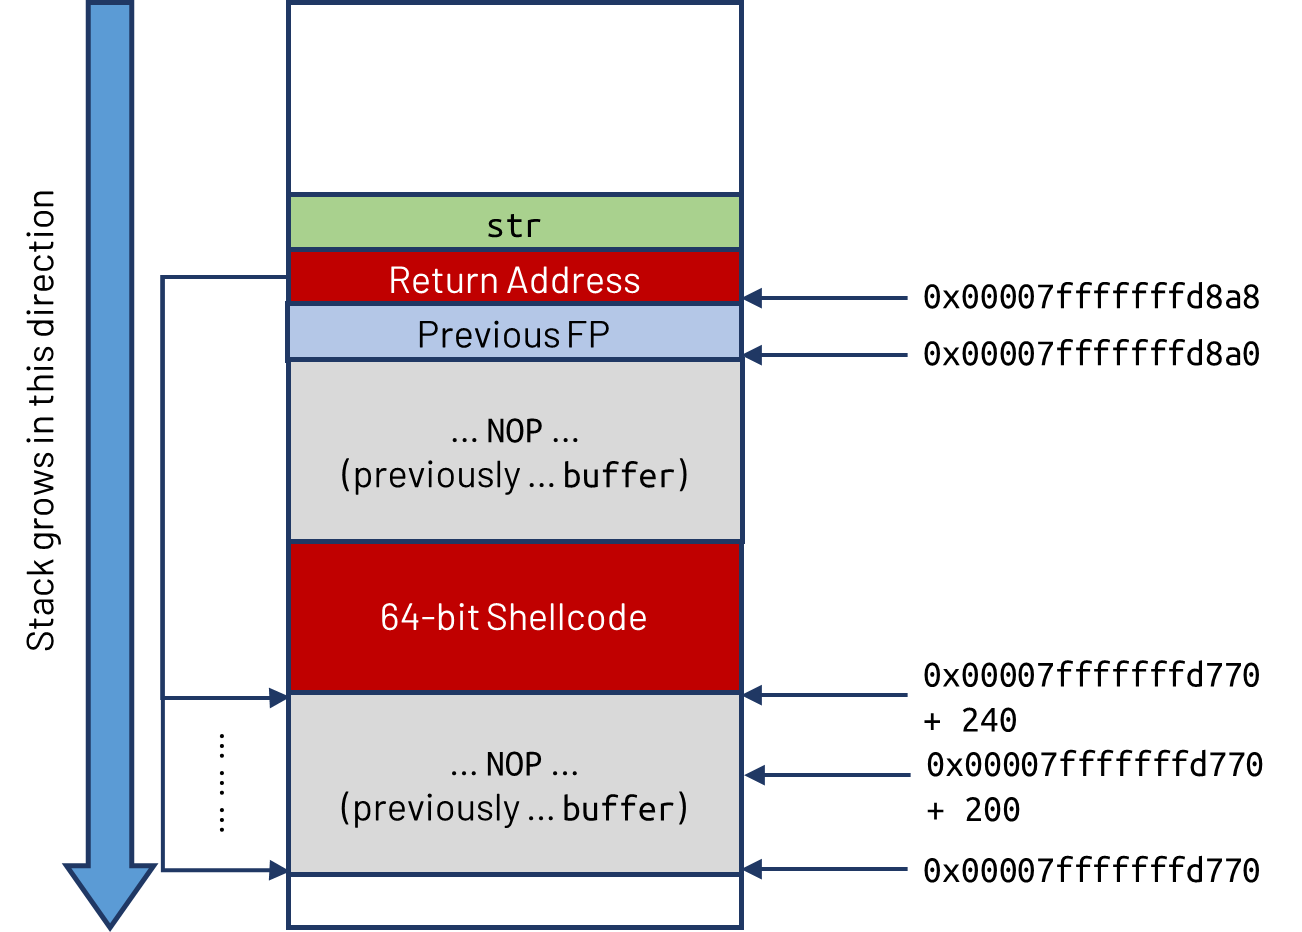 Stack grows in this direction
str
Return Address
Previous FP
... NOP ...
(previously ... buffer)
64-bit Shellcode
... NOP ...
(previously ... buffer)
0x00007fffffffd8a8
0x00007fffffffd8a0
0x00007fffffffd770
+ 240
0x00007fffffffd770
+ 200
0x00007fffffffd770